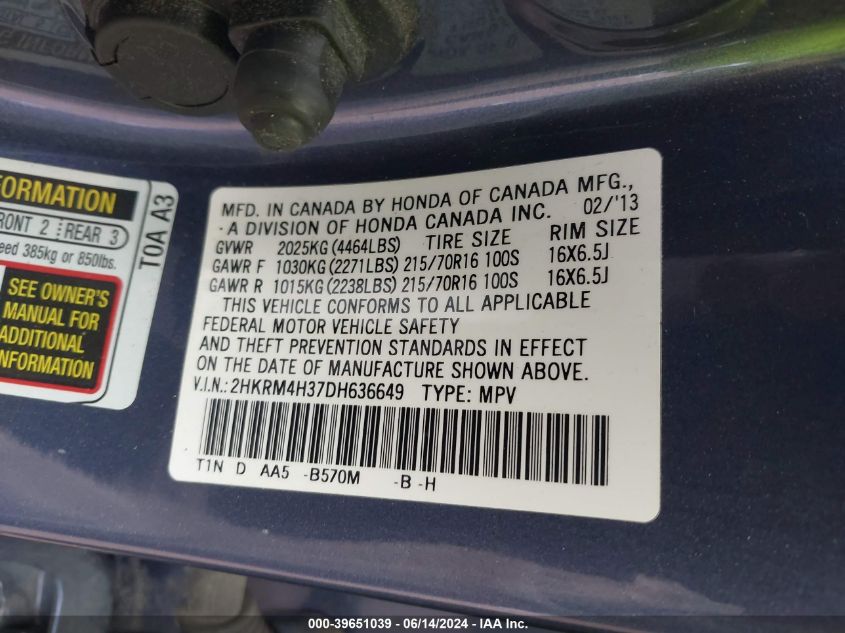 FORMATION
FRONT 2 REAR 3
385kg or 850lbs.
SEE OWNER'S
MANUAL FOR
ADDITIONAL
INFORMATION
T0A A3
MFD. IN CANADA BY HONDA OF CANADA MFG.,
- A DIVISION OF HONDA CANADA INC. 02/'13
GVWR 2025KG (4464LBS) TIRE SIZE RIM SIZE
GAWR F 1030KG (2271LBS) 215/70R16 100S 16X6.5J
GAWR R 1015KG (2238LBS) 215/70R16 100S 16X6.5J
THIS VEHICLE CONFORMS TO ALL APPLICABLE
FEDERAL MOTOR VEHICLE SAFETY
AND THEFT PREVENTION STANDARDS IN EFFECT
ON THE DATE OF MANUFACTURE SHOWN ABOVE.
V.I.N.: 2HKRM4H37DH636649 TYPE: MPV
T1N D AA5 -B570M -B -H
000-39651039 - 06/14/2024 - IAA Inc.